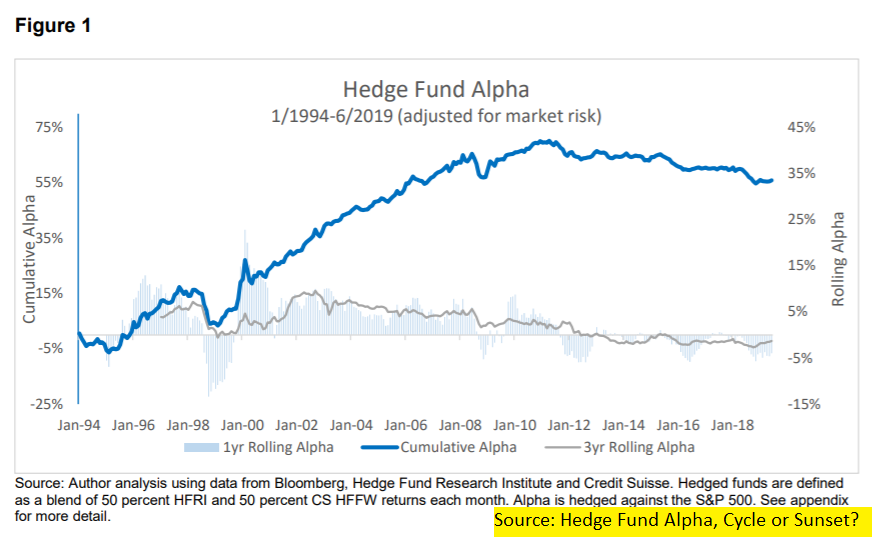 Figure 1
Hedge Fund Alpha
1/1994-6/2019 (adjusted for market risk)
75%
55%
35%
15%
-5%
-25%
Cumulative Alpha
45%
35%
25%
15%
5%
-5%
-15%
Rolling Alpha
Jan-94 Jan-96 Jan-98 Jan-00 Jan-02 Jan-04 Jan-06 Jan-08 Jan-10 Jan-12 Jan-14 Jan-16 Jan-18
1yr Rolling Alpha Cumulative Alpha 3yr Rolling Alpha
Source: Author analysis using data from Bloomberg, Hedge Fund Research Institute and Credit Suisse. Hedged funds are defined
as a blend of 50 percent HFRI and 50 percent CS HFFW returns each month. Alpha is hedged against the S&P 500. See appendix
for more detail.
Source: Hedge Fund Alpha, Cycle or Sunset?